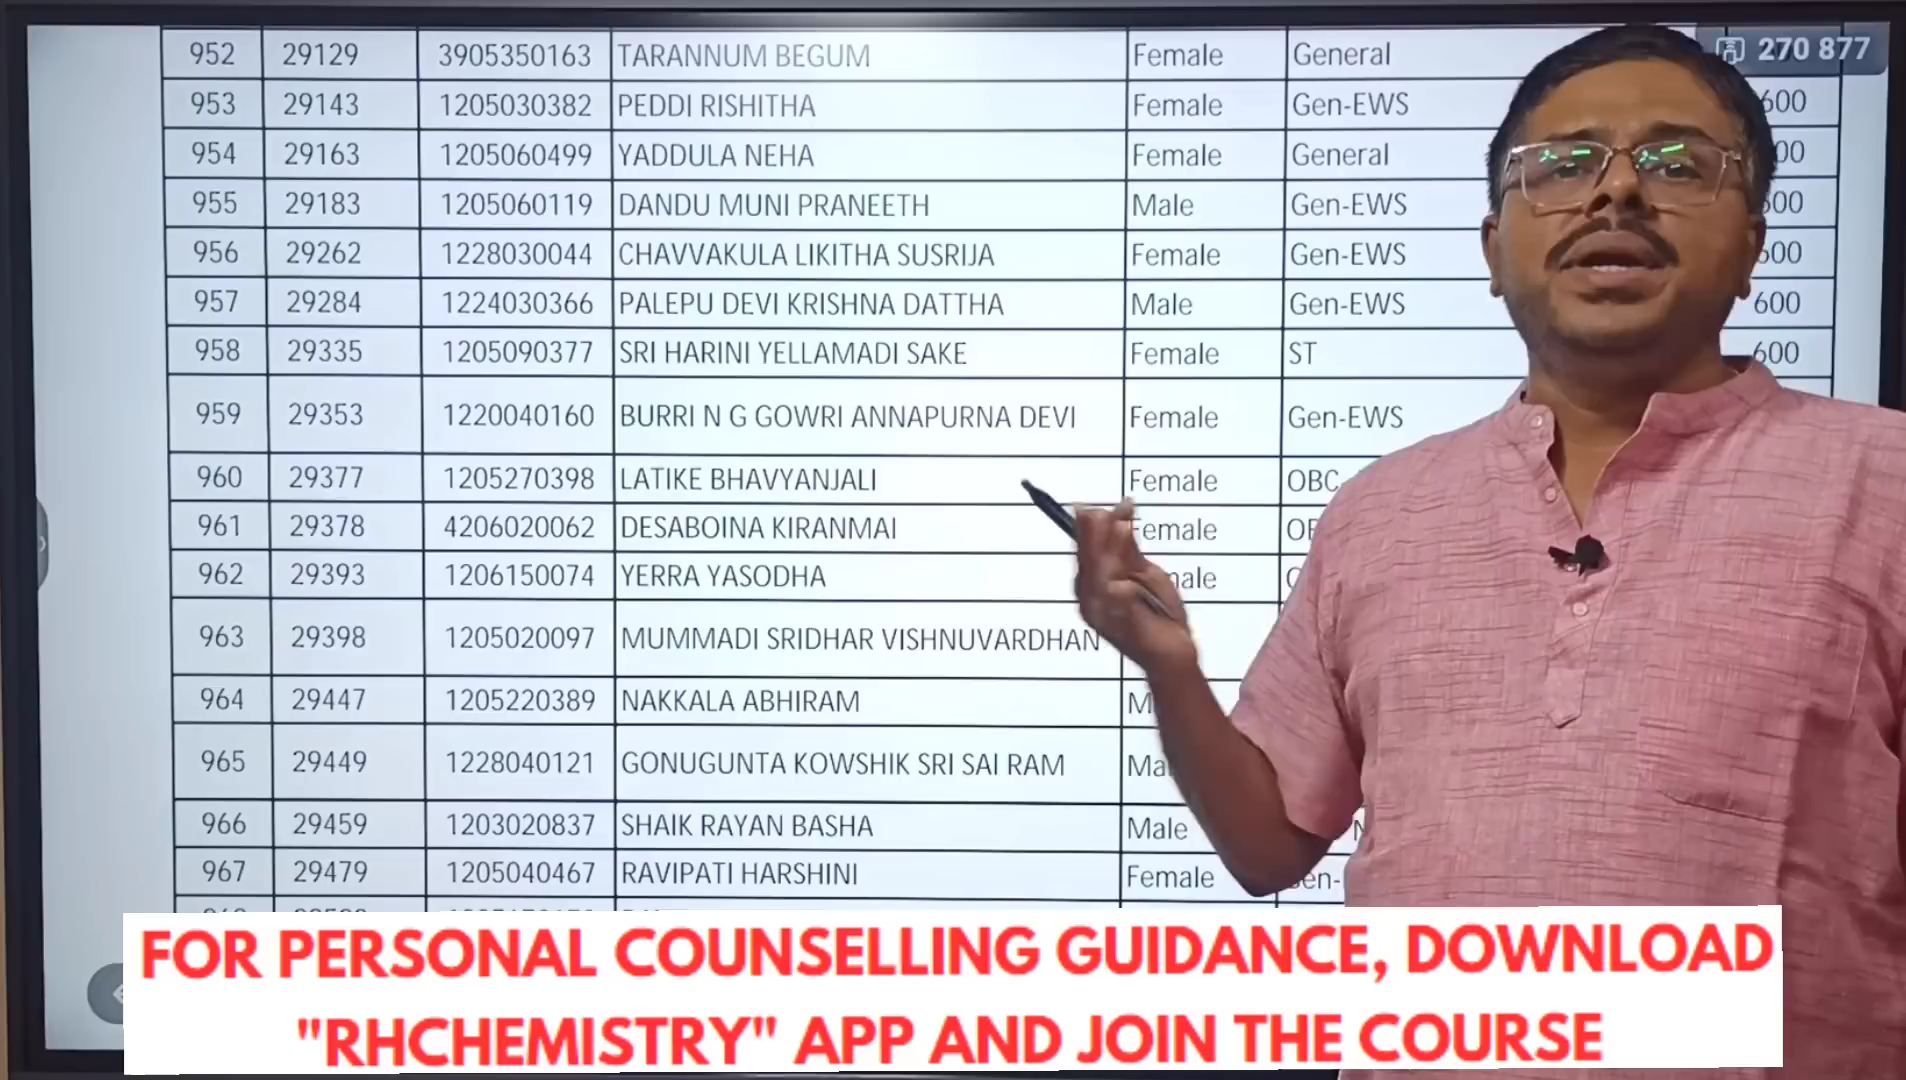 270 877
952 29129 3905350163 TARANNUM BEGUM Female General
953 29143 1205030382 PEDDI RISHITHA Female Gen-EWS 600
954 29163 1205060499 YADDULA NEHA Female General 00
955 29183 1205060119 DANDU MUNI PRANEETH Male Gen-EWS 600
956 29262 1228030044 CHAVVAKULA LIKITHA SUSRIJA Female Gen-EWS 600
957 29284 1224030366 PALEPU DEVI KRISHNA DATTHA Male Gen-EWS 600
958 29335 1205090377 SRI HARINI YELLAMADI SAKE Female ST 600
959 29353 1220040160 BURRI N G GOWRI ANNAPURNA DEVI Female Gen-EWS
960 29377 1205270398 LATIKE BHAVYANJALI Female OBC
961 29378 4206020062 DESABOINA KIRANMAI Female
962 29393 1206150074 YERRA YASODHA
963 29398 1205020097 MUMMADI SRIDHAR VISHNUVARDHAN
964 29447 1205220389 NAKKALA ABHIRAM
965 29449 1228040121 GONUGUNTA KOWSHIK SRI SAI RAM
966 29459 1203020837 SHAIK RAYAN BASHA Male
967 29479 1205040467 RAVIPATI HARSHINI Female
FOR PERSONAL COUNSELLING GUIDANCE, DOWNLOAD
"RHCHEMISTRY" APP AND JOIN THE COURSE